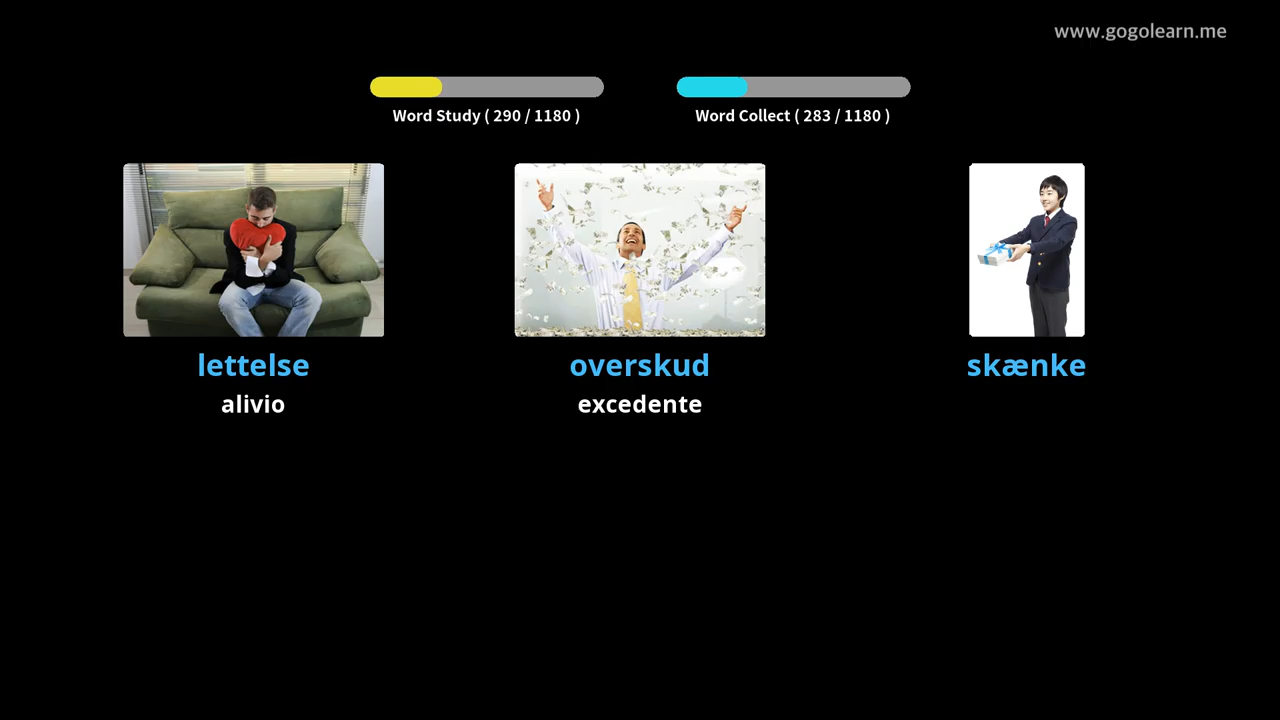 www.gogolearn.me
Word Study ( 290 / 1180 )
Word Collect ( 283 / 1180 )
lettelse
alivio
overskud
excedente
skænke